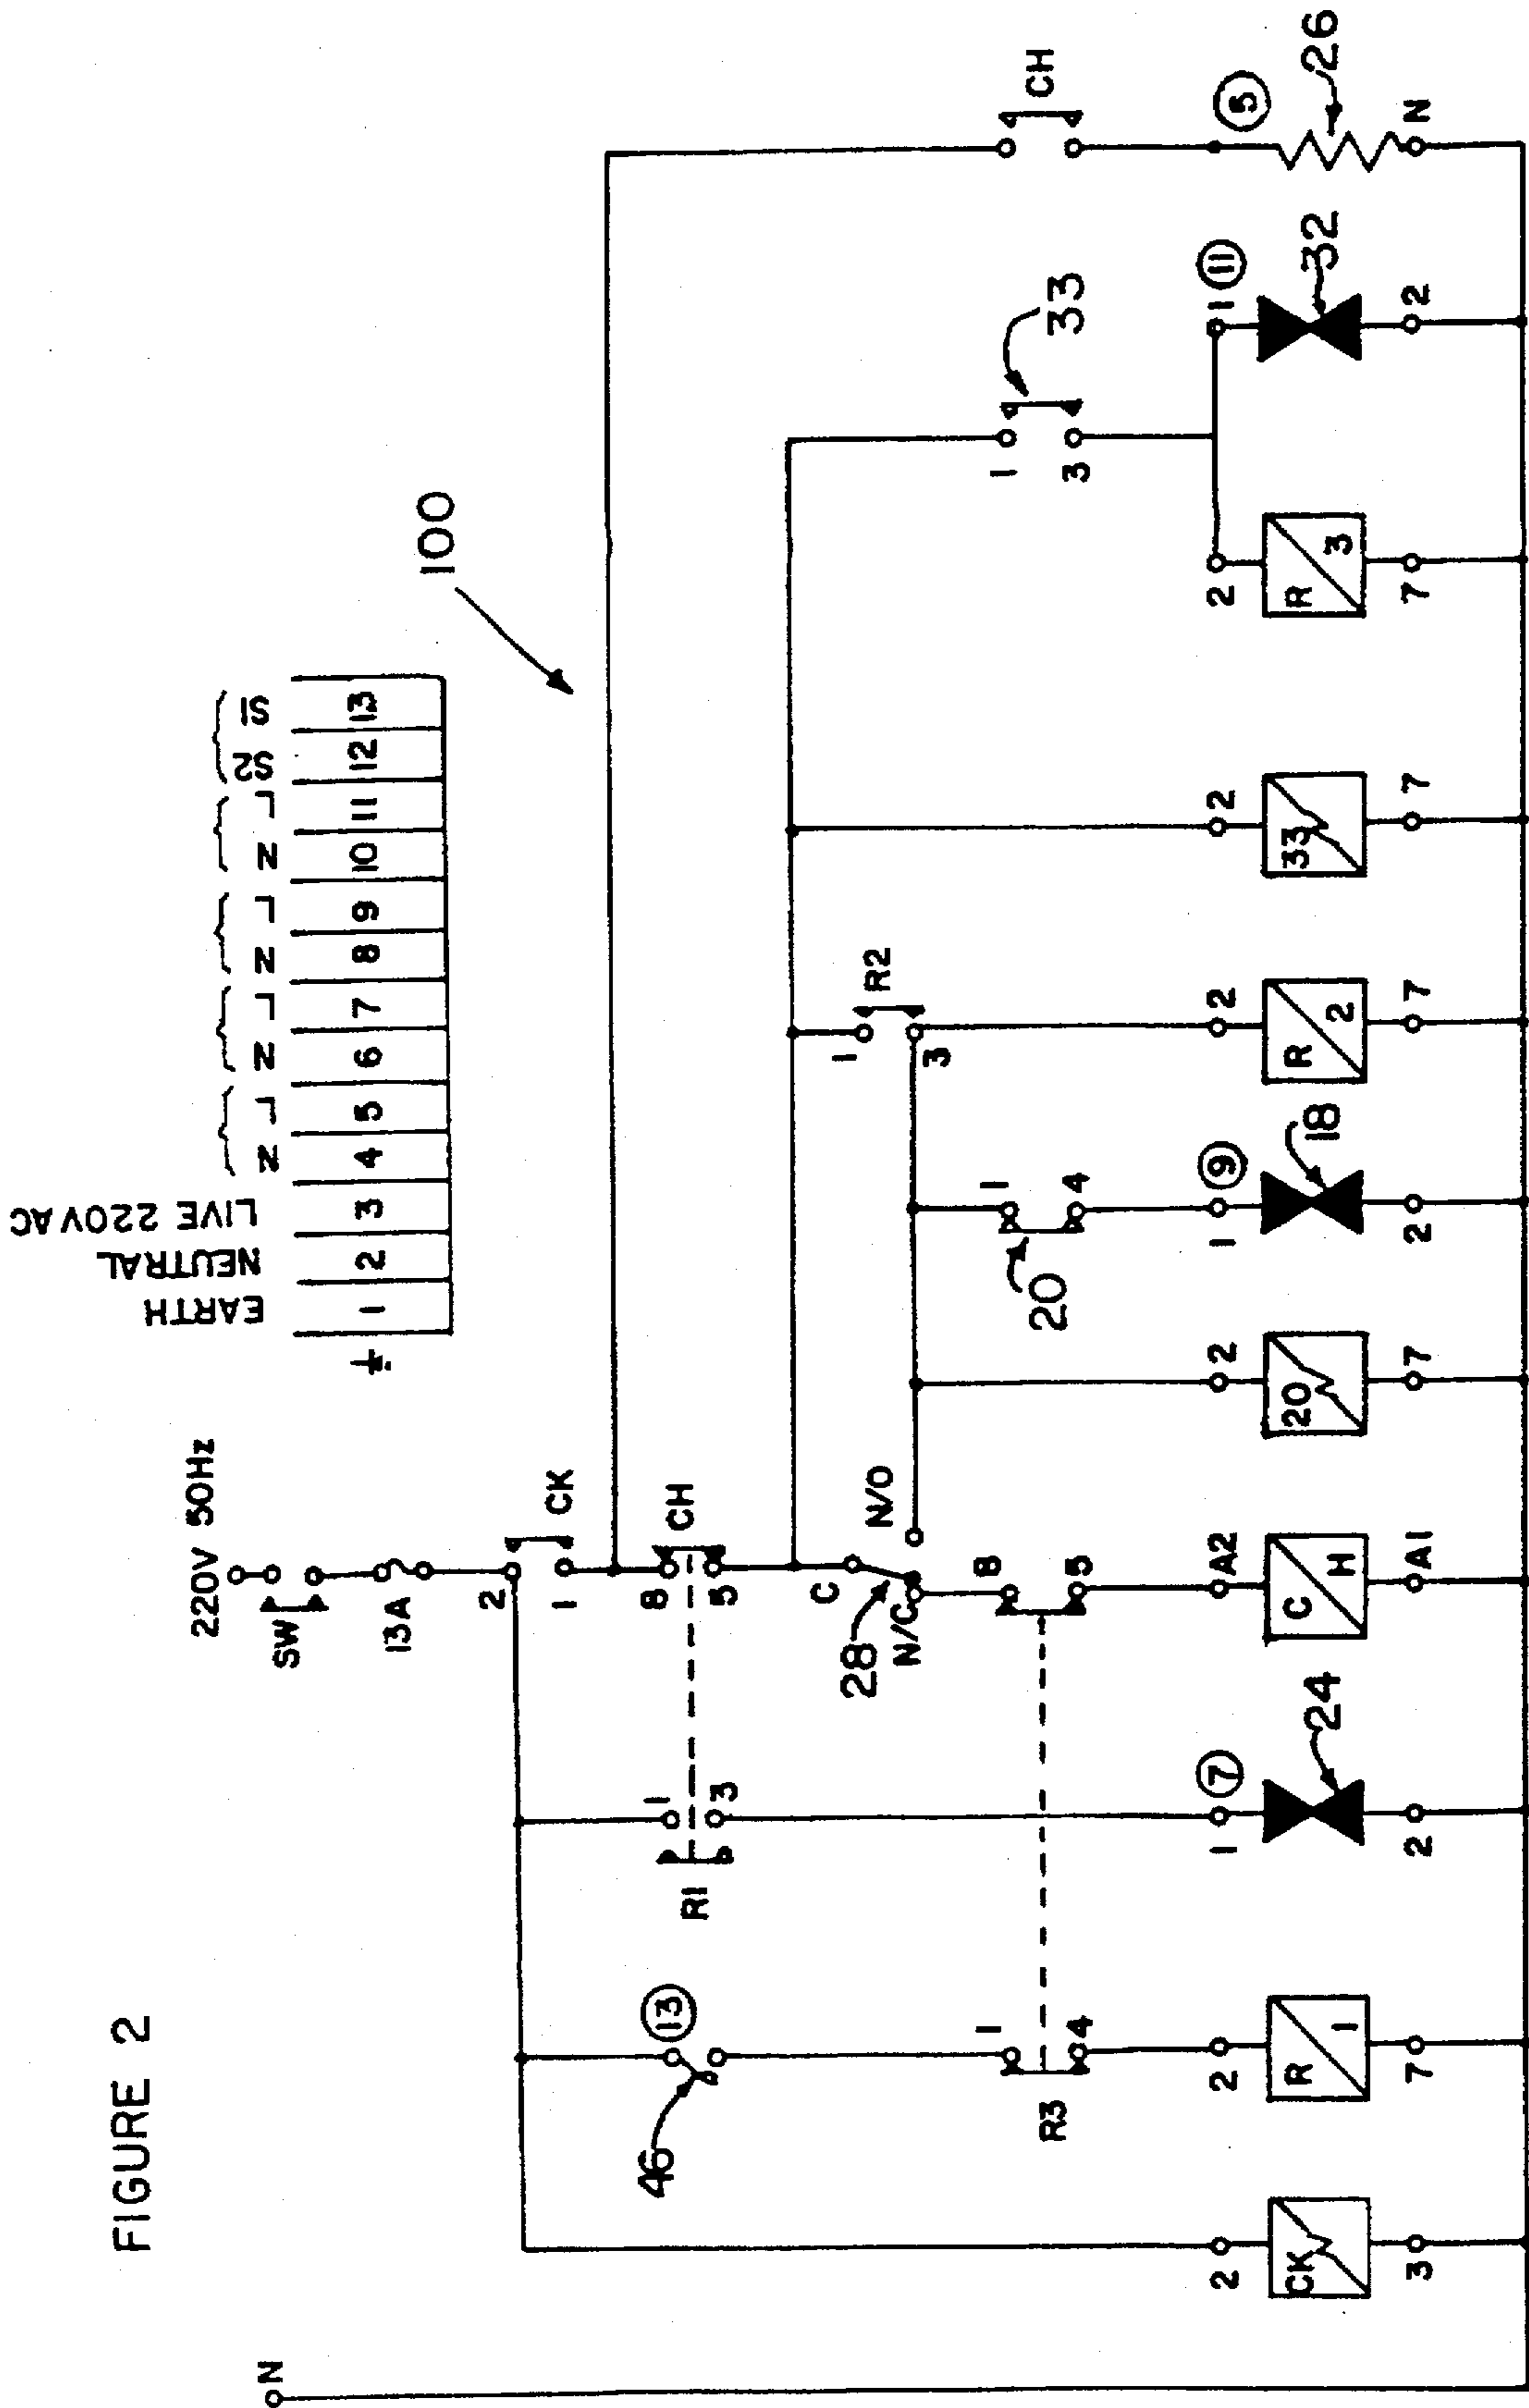 FIGURE 2
N
220V 50Hz
SW
13A
EARTH
NEUTRAL
LIVE 220VAC
N L N L N L N L S2 S1
1 2 3 4 5 6 7 8 9 10 11 12 13
100
2
CK
1
46
13
R1
1
3
8
CH
5
C
28
N/C
N/O
1
R2
3
R3
1
4
8
5
20
1
4
1
3
33
CH
2
CK
3
2
R 1
7
1
7
24
2
A2
C H
A1
2
20
7
1
9
18
2
2
R 2
7
2
33
7
2
R 3
7
1
11
32
2
5
26
N